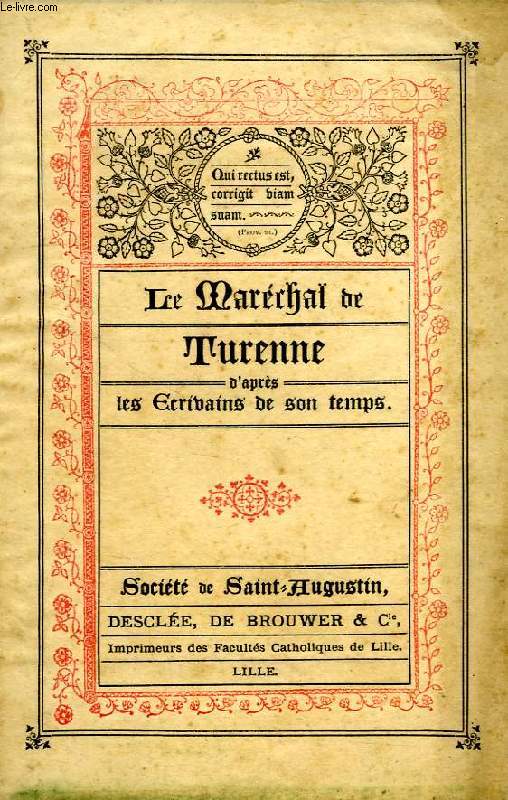 Le-livre.com
Qui rectus est,
corrigit viam
suam.
(Prov. XI.)
Le Maréchal de
Turenne
d'après
les Ecrivains de son temps.
Société de Saint-Augustin,
DESCLÉE, DE BROUWER & Cie,
Imprimeurs des Facultés Catholiques de Lille.
LILLE.